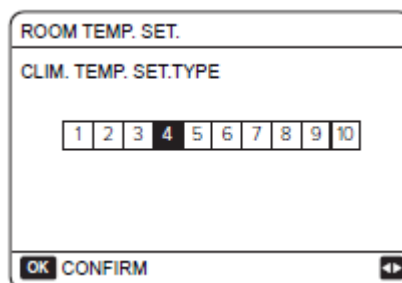 ROOM TEMP. SET.
CLIM. TEMP. SET.TYPE
1 2 3 4 5 6 7 8 9 10
OK CONFIRM